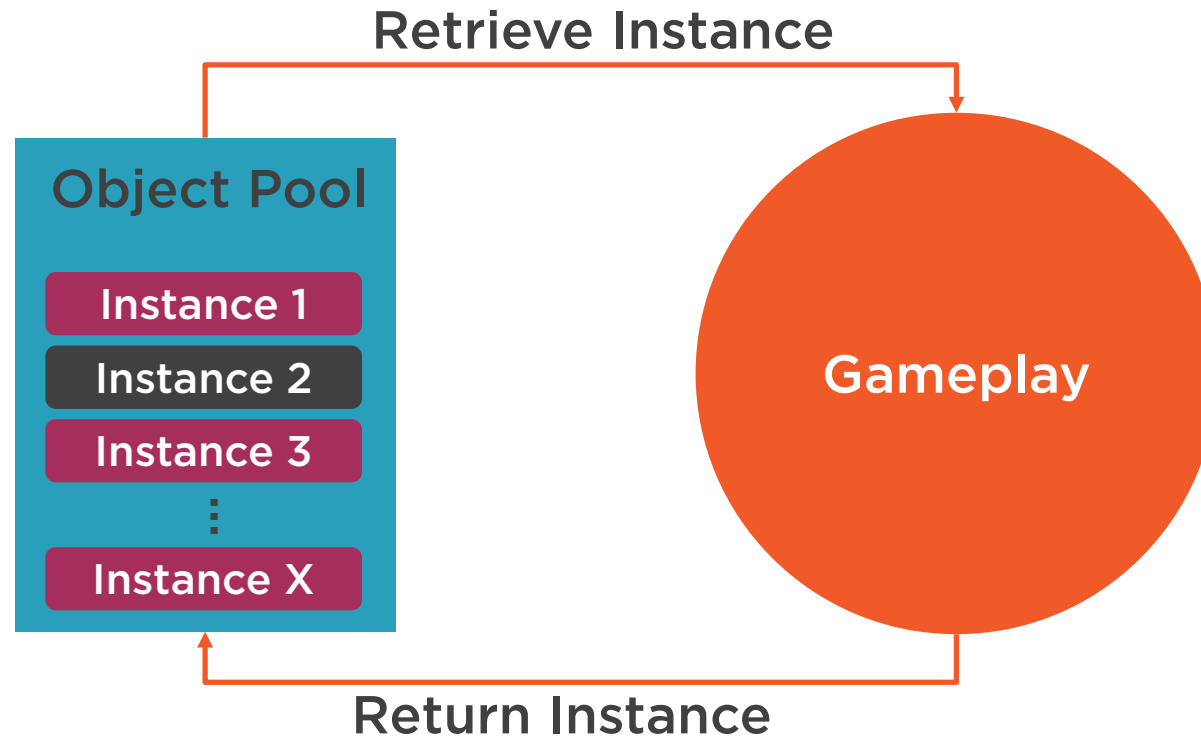 Retrieve Instance
Object Pool
Instance 1
Instance 2
Instance 3
...
Instance X
Gameplay
Return Instance